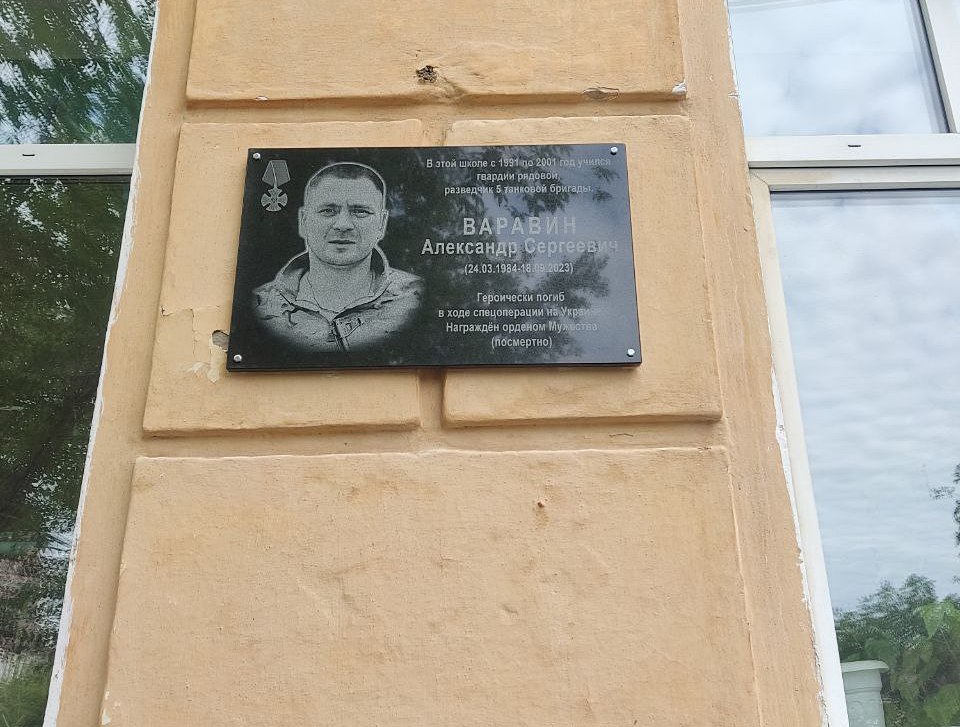 В этой школе с 1991 по 2001 год учился
гвардии рядовой,
разведчик 5 танковой бригады.
ВАРАВИН
Александр Сергеевич
(24.03.1984-18.09.2023)
Героически погиб
в ходе спецоперации на Украине
Награждён орденом Мужества
(посмертно)